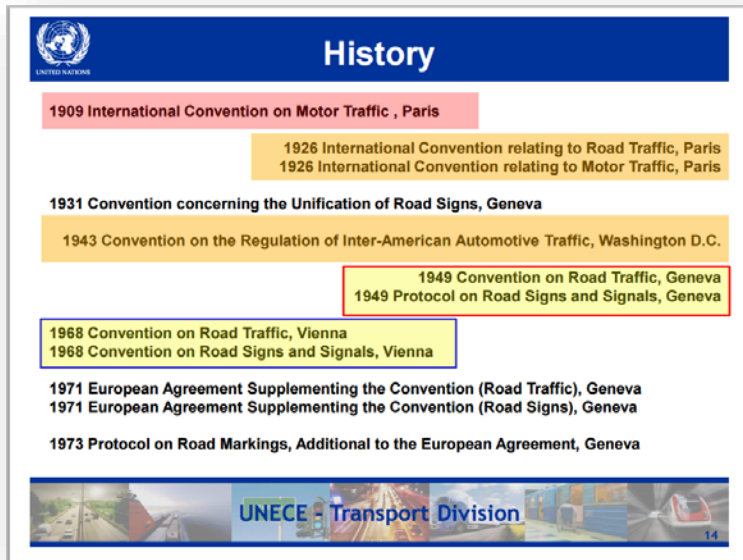 UNITED NATIONS
History
1909 International Convention on Motor Traffic , Paris
1926 International Convention relating to Road Traffic, Paris
1926 International Convention relating to Motor Traffic, Paris
1931 Convention concerning the Unification of Road Signs, Geneva
1943 Convention on the Regulation of Inter-American Automotive Traffic, Washington D.C.
1949 Convention on Road Traffic, Geneva
1949 Protocol on Road Signs and Signals, Geneva
1968 Convention on Road Traffic, Vienna
1968 Convention on Road Signs and Signals, Vienna
1971 European Agreement Supplementing the Convention (Road Traffic), Geneva
1971 European Agreement Supplementing the Convention (Road Signs), Geneva
1973 Protocol on Road Markings, Additional to the European Agreement, Geneva
UNECE - Transport Division
14